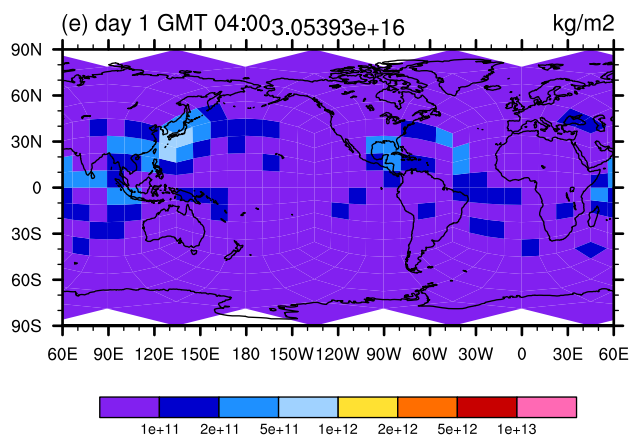 (e) day 1 GMT 04:00 3.05393e+16 kg/m2
90N
60N
30N
0
30S
60S
90S
60E 90E 120E 150E 180 150W 120W 90W 60W 30W 0 30E 60E
1e+11 2e+11 5e+11 1e+12 2e+12 5e+12 1e+13